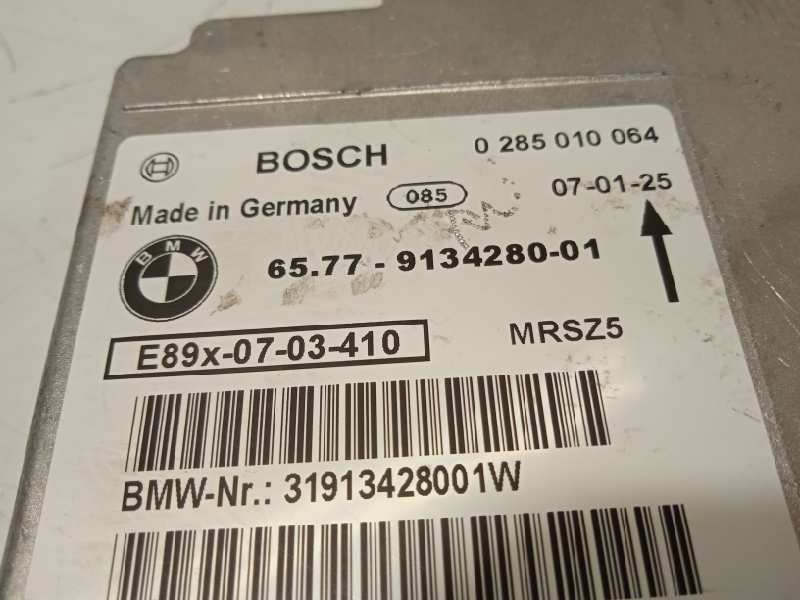 BOSCH 0 285 010 064
Made in Germany 085 07-01-25
BMW
65.77 - 9134280-01
E89x-07-03-410 MRSZ5
BMW-Nr.: 31913428001W